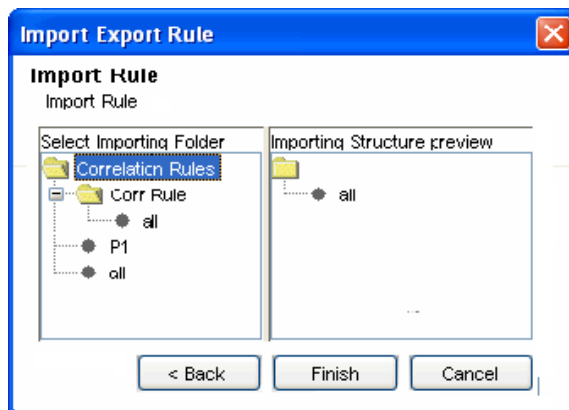 Import Export Rule
Import Rule
Import Rule
Select Importing Folder
Importing Structure preview
Correlation Rules
Corr Rule
all
P1
all
all
< Back
Finish
Cancel